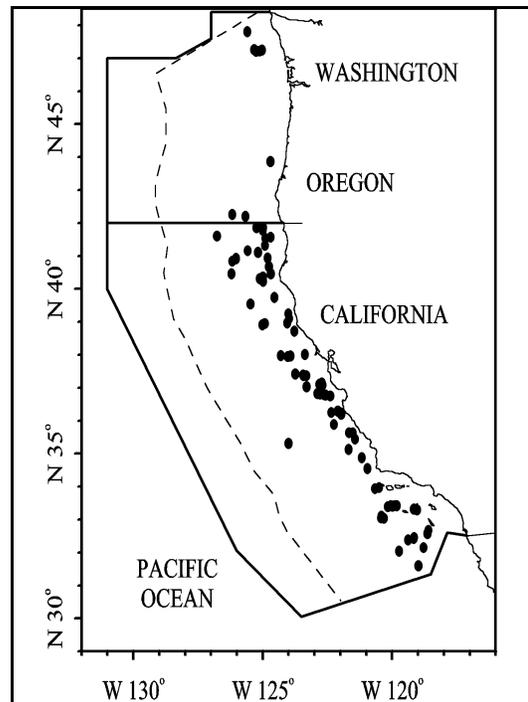 WASHINGTON
N 45°
OREGON
N 40°
CALIFORNIA
N 35°
PACIFIC
OCEAN
N 30°
W 130° W 125° W 120°